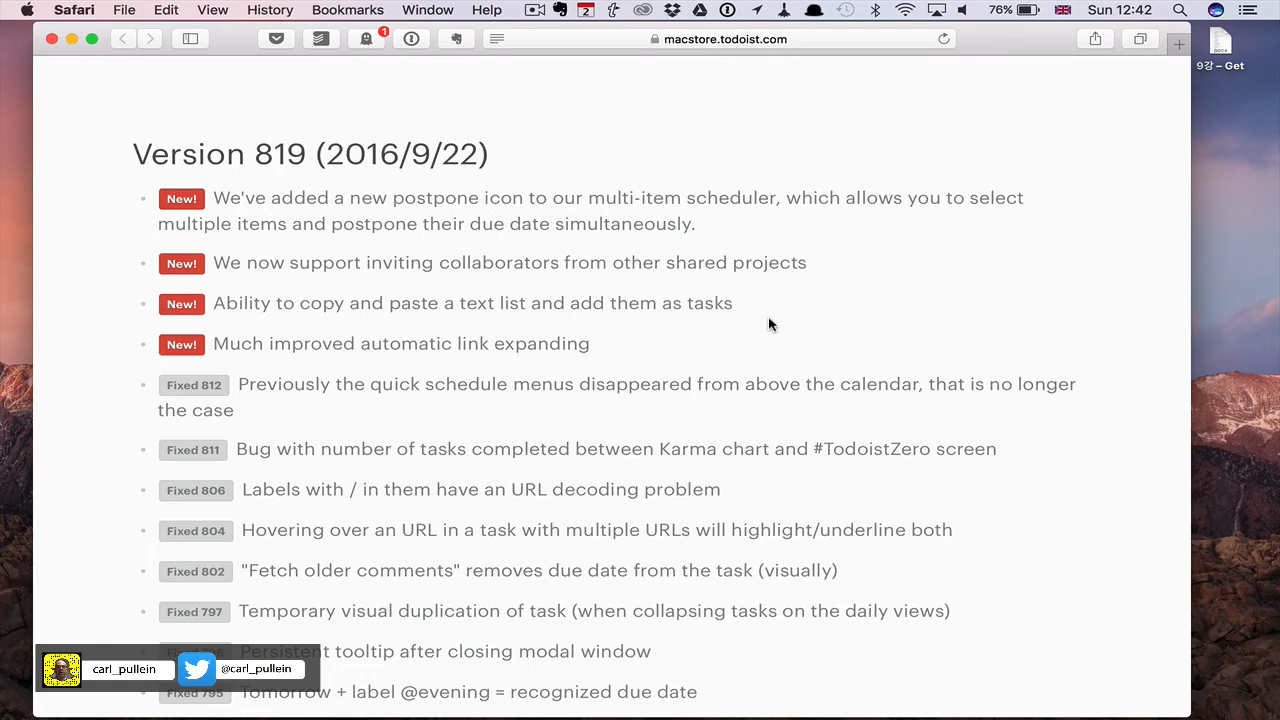 Safari File Edit View History Bookmarks Window Help 2 76% Sun 12:42
1 macstore.todoist.com
9강 – Get
Version 819 (2016/9/22)
New! We've added a new postpone icon to our multi-item scheduler, which allows you to select
multiple items and postpone their due date simultaneously.
New! We now support inviting collaborators from other shared projects
New! Ability to copy and paste a text list and add them as tasks
New! Much improved automatic link expanding
Fixed 812 Previously the quick schedule menus disappeared from above the calendar, that is no longer
the case
Fixed 811 Bug with number of tasks completed between Karma chart and #TodoistZero screen
Fixed 806 Labels with / in them have an URL decoding problem
Fixed 804 Hovering over an URL in a task with multiple URLs will highlight/underline both
Fixed 802 "Fetch older comments" removes due date from the task (visually)
Fixed 797 Temporary visual duplication of task (when collapsing tasks on the daily views)
Persistent tooltip after closing modal window
carl_pullein @carl_pullein
Fixed 795 Tomorrow + label @evening = recognized due date